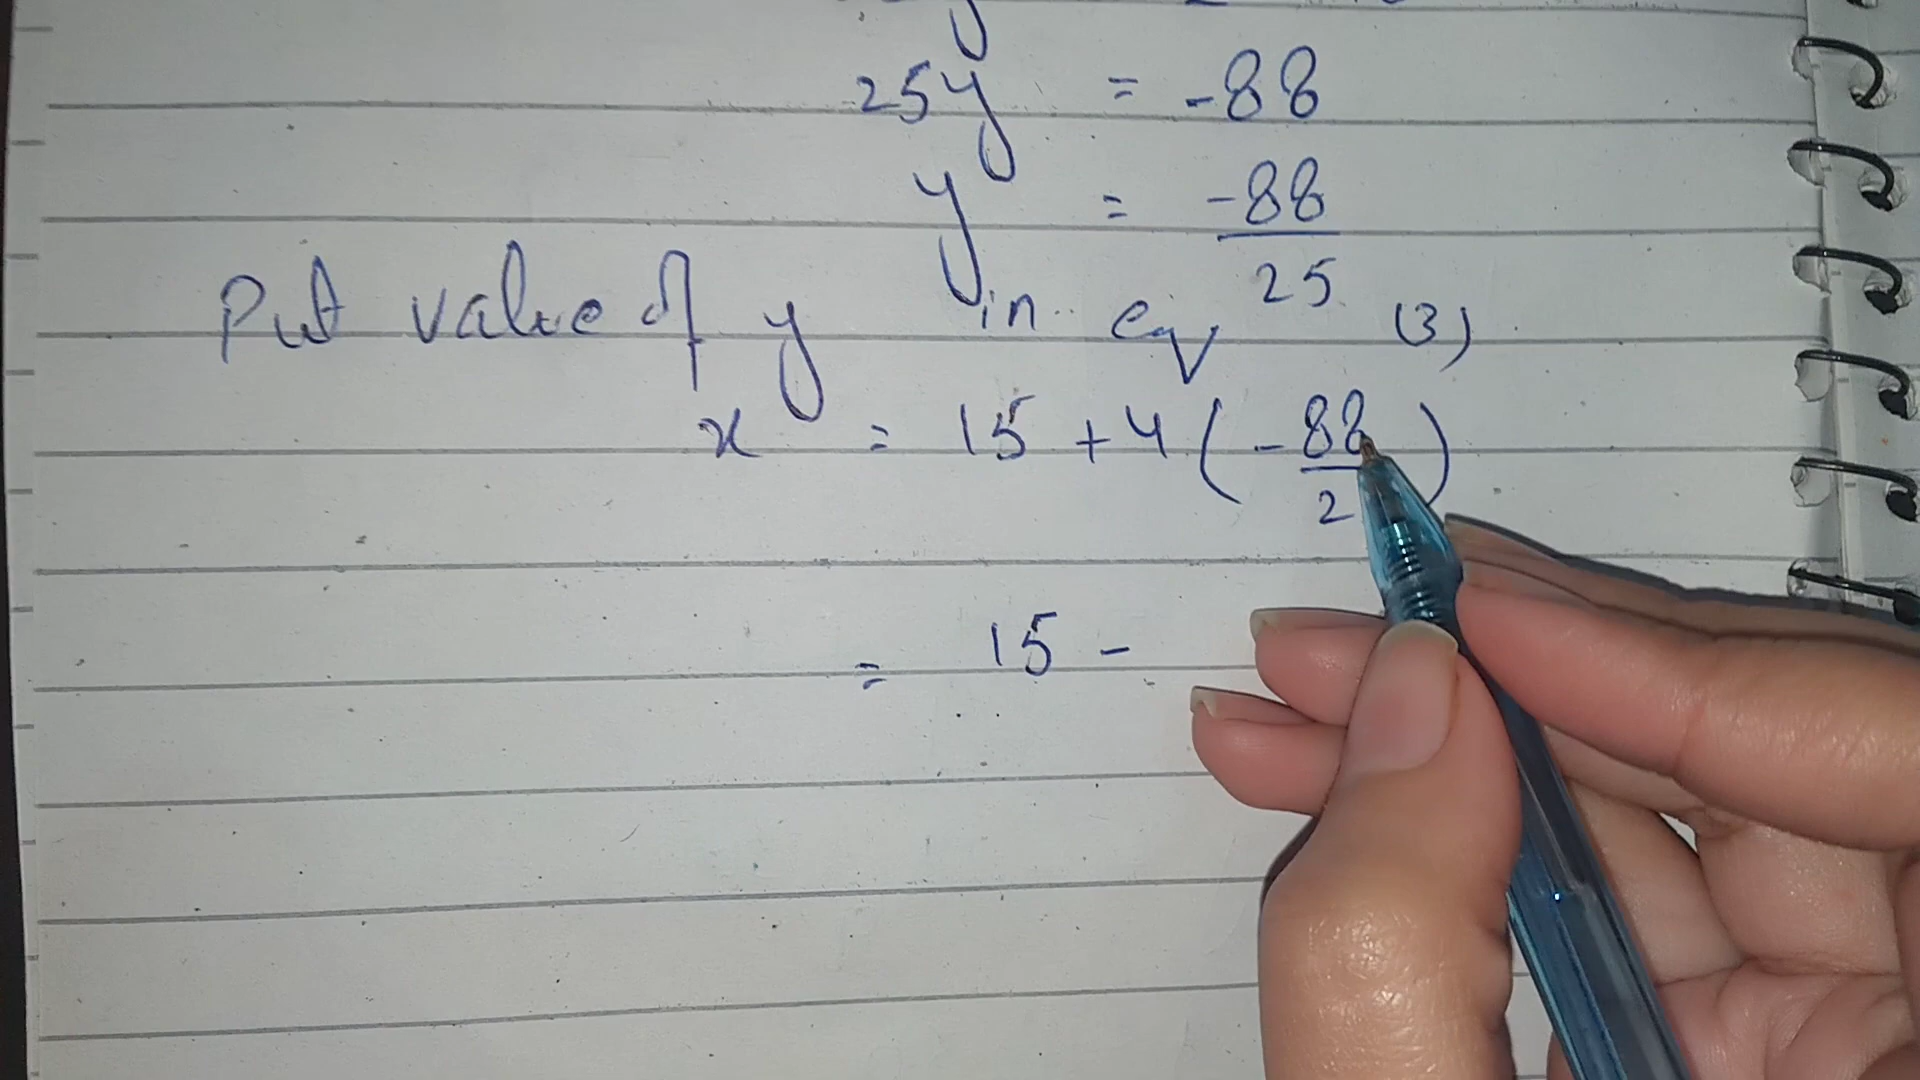 25y = -88
y = -88/25
Put value of y in eq (3)
x = 15 + 4 ( -88/2 )
= 15 -